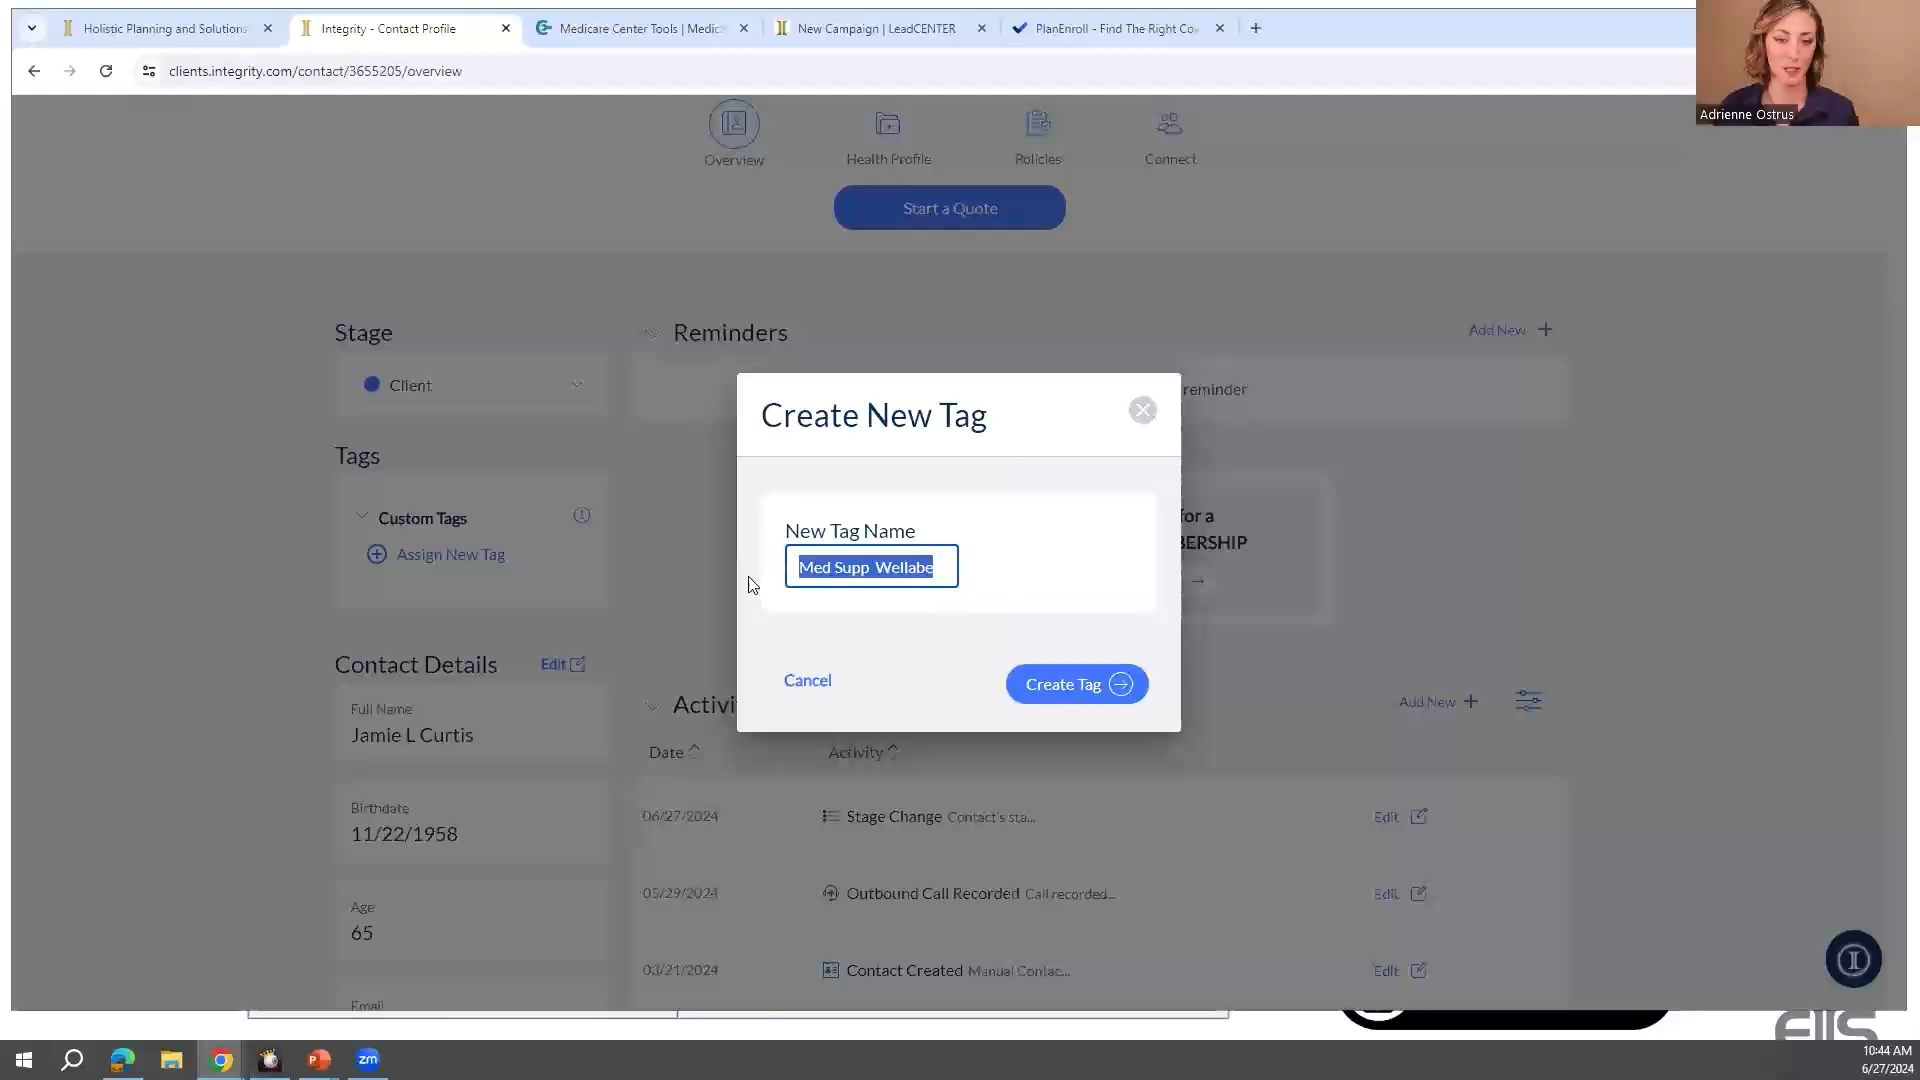 Holistic Planning and Solutions
Integrity - Contact Profile
Medicare Center Tools | Medic
New Campaign | LeadCENTER
PlanEnroll - Find The Right Co
clients.integrity.com/contact/3655205/overview
Adrienne Ostrus
Overview
Health Profile
Policies
Connect
Start a Quote
Stage
Reminders
Add New
Client
reminder
Create New Tag
Tags
Custom Tags
Assign New Tag
New Tag Name
Med Supp Wellabe
for a
BERSHIP
Cancel
Create Tag
Contact Details
Edit
Activi
Add New
Full Name
Jamie L Curtis
Date
Activity
Birthdate
11/22/1958
06/27/2024
Stage Change Contact's sta...
Edit
05/29/2024
Outbound Call Recorded Call recorded...
Edit
Age
65
03/21/2024
Contact Created Manual Contac...
Edit
Email
zm
10:44 AM
6/27/2024